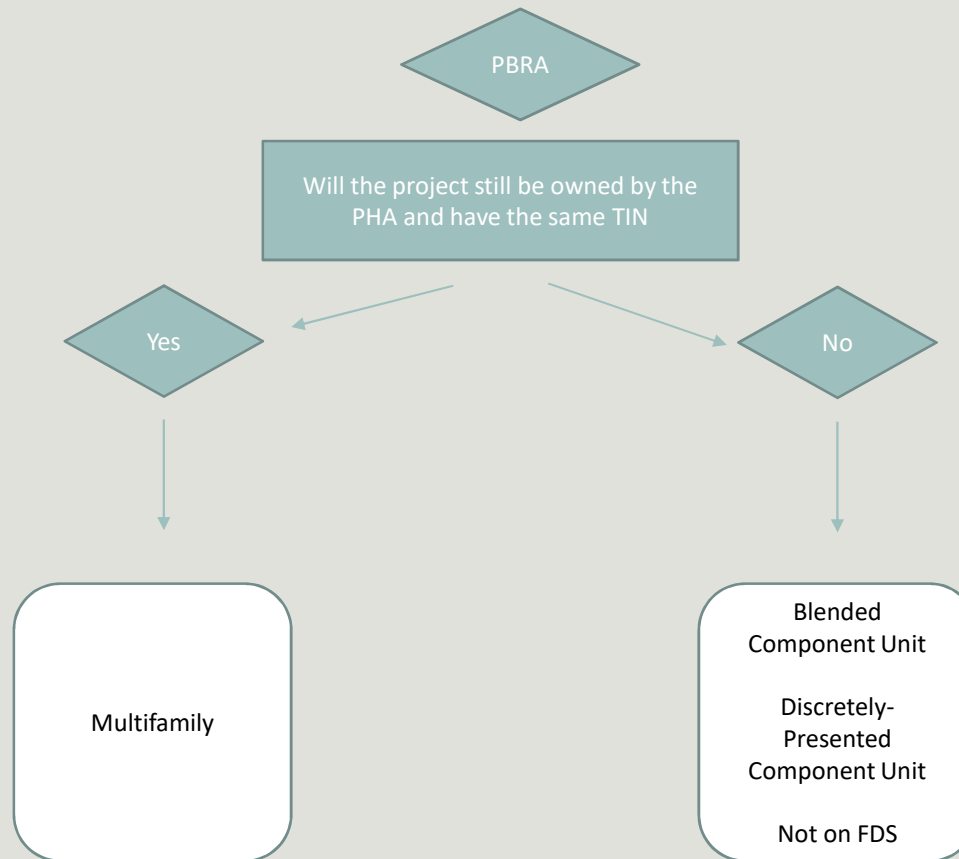 PBRA
Will the project still be owned by the
PHA and have the same TIN
Yes
No
Multifamily
Blended
Component Unit
Discretely-
Presented
Component Unit
Not on FDS